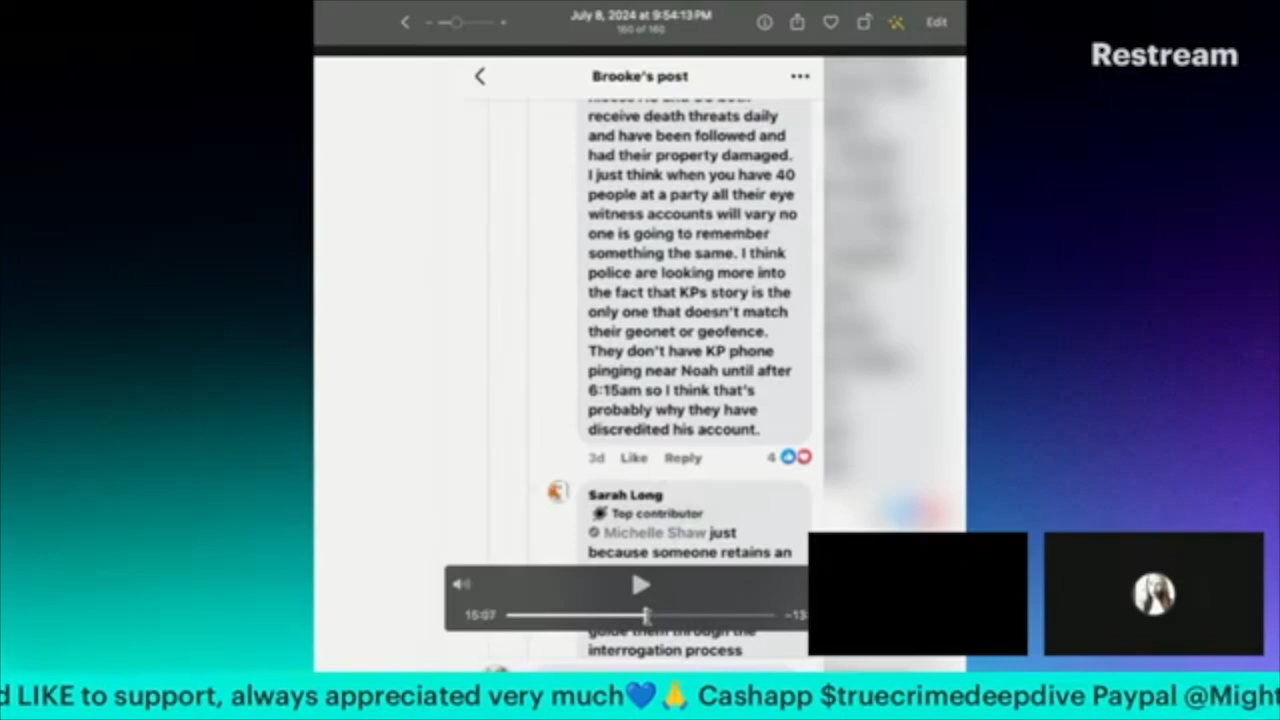 July 8, 2024 at 9:54:13 PM
160 of 160
Edit
Restream
Brooke's post
receive death threats daily
and have been followed and
had their property damaged.
I just think when you have 40
people at a party all their eye
witness accounts will vary no
one is going to remember
something the same. I think
police are looking more into
the fact that KPs story is the
only one that doesn't match
their geonet or geofence.
They don't have KP phone
pinging near Noah until after
6:15am so I think that's
probably why they have
discredited his account.
3d Like Reply 4
Sarah Long
Top contributor
Michelle Shaw just
because someone retains an
15:07 -13
guide them through the
interrogation process
d LIKE to support, always appreciated very much💙🙏 Cashapp $truecrimedeepdive Paypal @Might